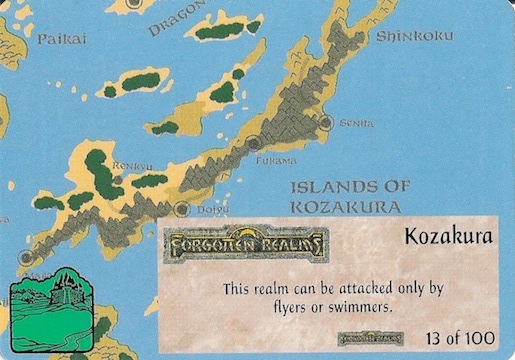 Paikai
DRAGON
Shinkoku
Senita
Fukama
Renkyu
ISLANDS OF
KOZAKURA
Dojyu
FORGOTTEN REALMS
Kozakura
This realm can be attacked only by
flyers or swimmers.
FORGOTTEN REALMS
13 of 100